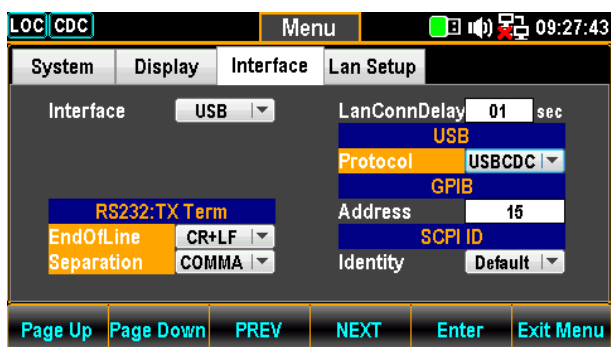 LOC CDC Menu 09:27:43
System Display Interface Lan Setup
Interface USB
LanConnDelay 01 sec
USB
Protocol USBCDC
GPIB
RS232:TX Term
Address 15
EndOfLine CR+LF
SCPI ID
Separation COMMA
Identity Default
Page Up Page Down PREV NEXT Enter Exit Menu